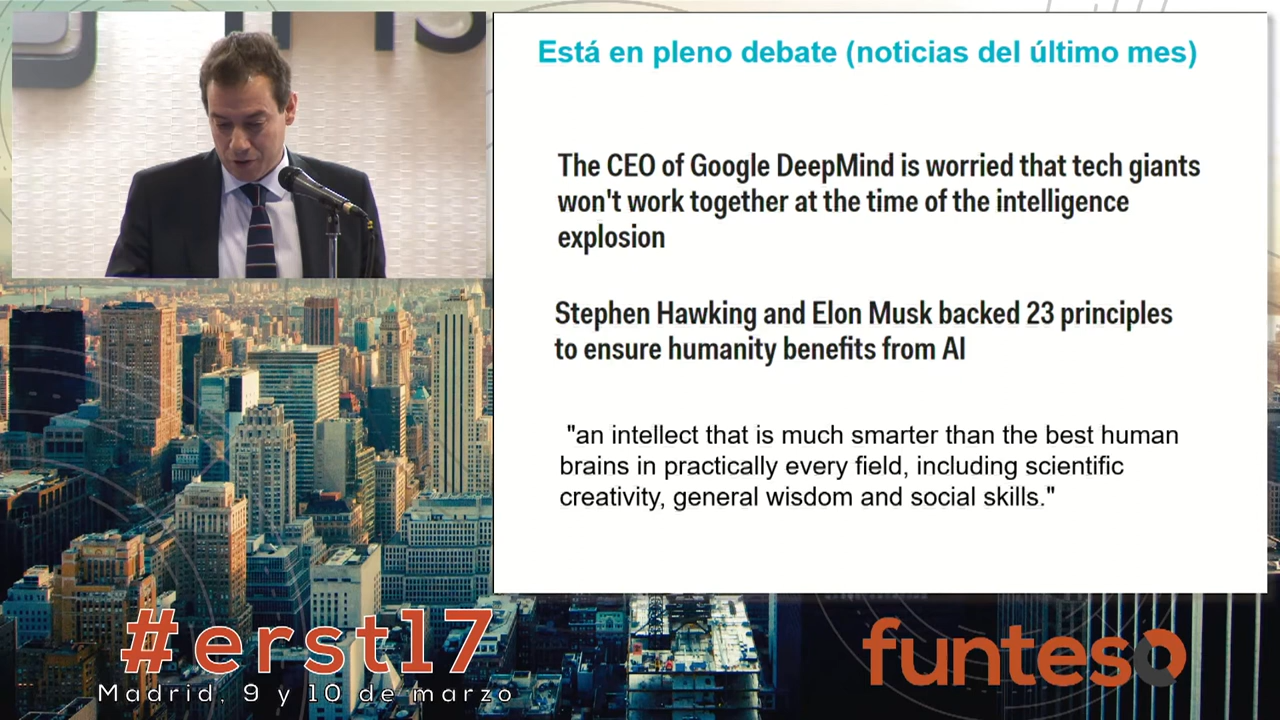 Está en pleno debate (noticias del último mes)
The CEO of Google DeepMind is worried that tech giants
won't work together at the time of the intelligence
explosion
Stephen Hawking and Elon Musk backed 23 principles
to ensure humanity benefits from AI
"an intellect that is much smarter than the best human
brains in practically every field, including scientific
creativity, general wisdom and social skills."
#erst17
Madrid, 9 y 10 de marzo
funteso